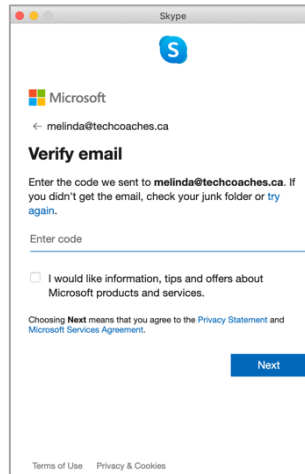 Skype
S
Microsoft
← melinda@techcoaches.ca
Verify email
Enter the code we sent to melinda@techcoaches.ca. If
you didn't get the email, check your junk folder or try
again.
Enter code
I would like information, tips and offers about
Microsoft products and services.
Choosing Next means that you agree to the Privacy Statement and
Microsoft Services Agreement.
Next
Terms of Use Privacy & Cookies